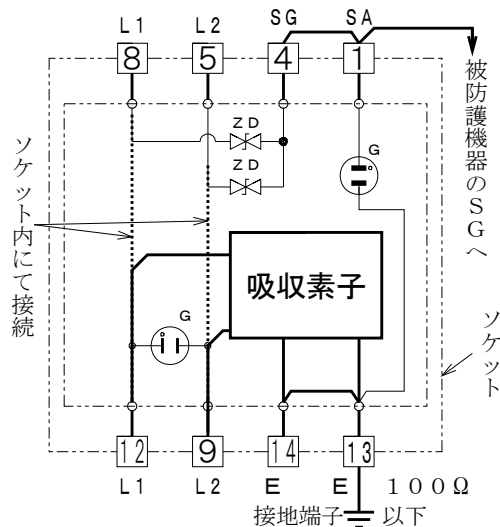 L1 L2 SG SA
8 5 4 1
被防護機器のSGへ
ZD
G
ZD
ソケット内にて接続
吸収素子
G
ソケット
12 9 14 13
L1 L2 E E 100Ω
接地端子 以下